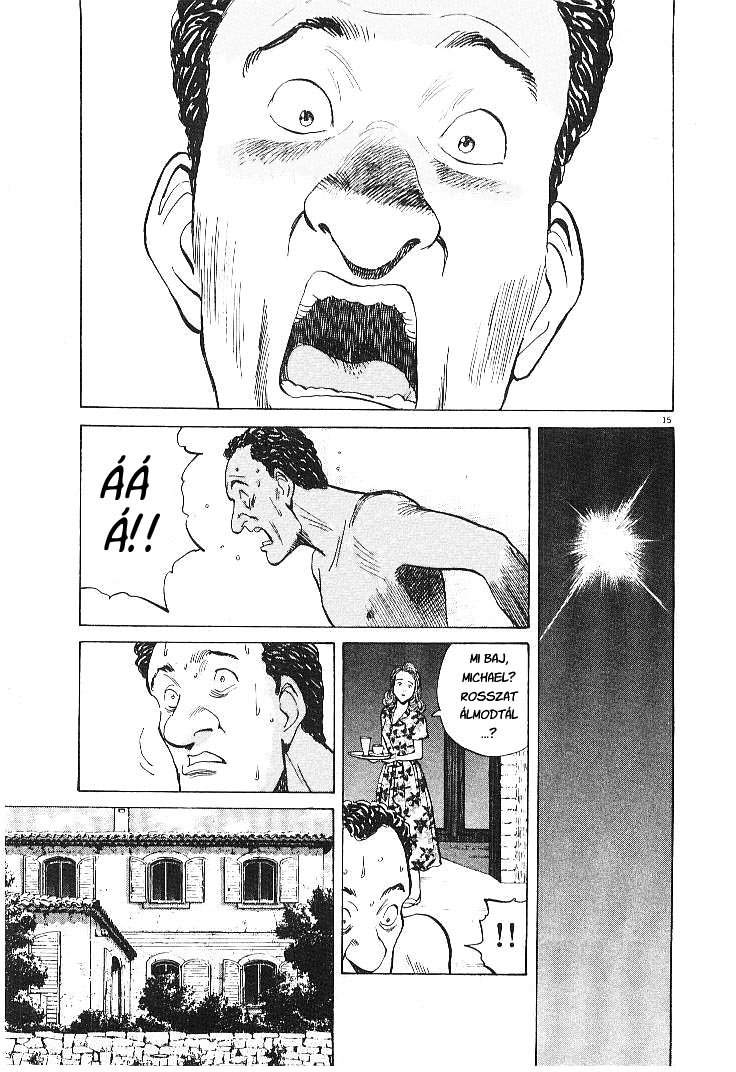 15
ÁÁ
Á!!
MI BAJ,
MICHAEL?
ROSSZAT
ÁLMODTÁL
...?
!!